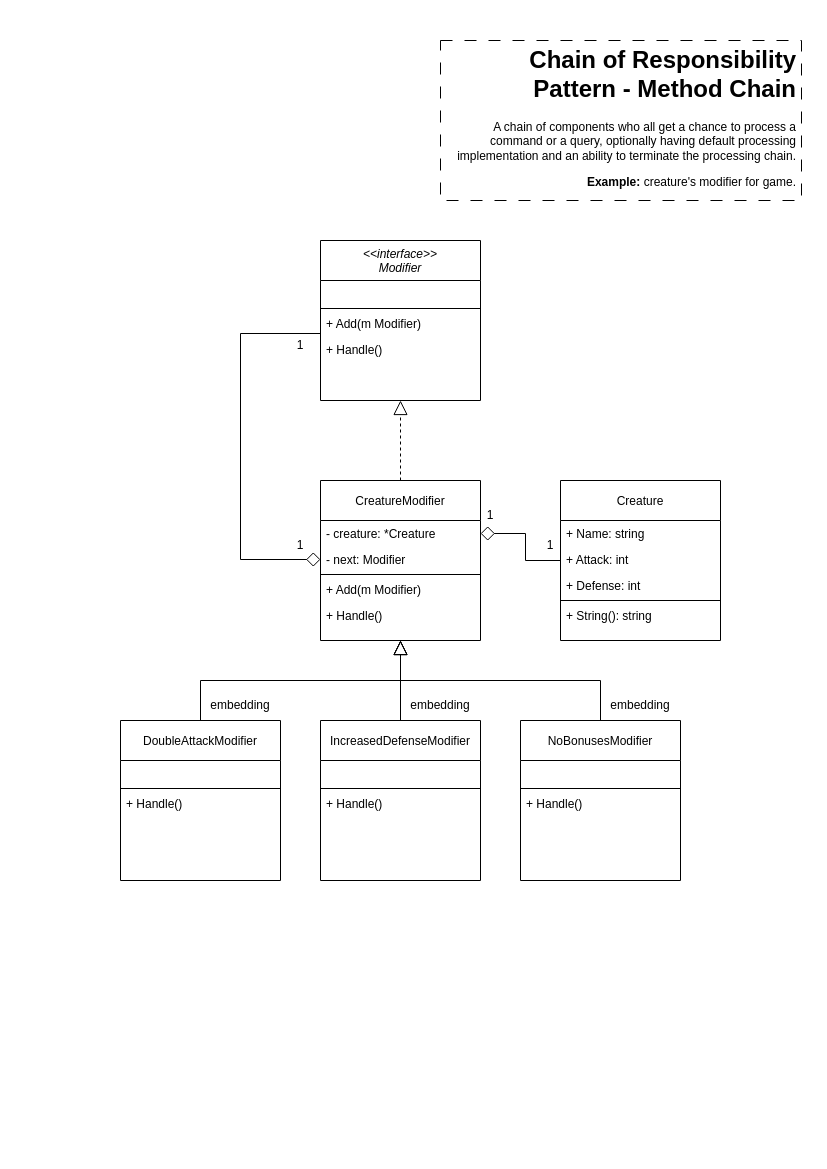 Chain of Responsibility
Pattern - Method Chain
A chain of components who all get a chance to process a
command or a query, optionally having default processing
implementation and an ability to terminate the processing chain.
Example: creature's modifier for game.
<<interface>>
Modifier
+ Add(m Modifier)
+ Handle()
1
1
CreatureModifier
- creature: *Creature
- next: Modifier
+ Add(m Modifier)
+ Handle()
1
1
Creature
+ Name: string
+ Attack: int
+ Defense: int
+ String(): string
embedding
embedding
embedding
DoubleAttackModifier
+ Handle()
IncreasedDefenseModifier
+ Handle()
NoBonusesModifier
+ Handle()